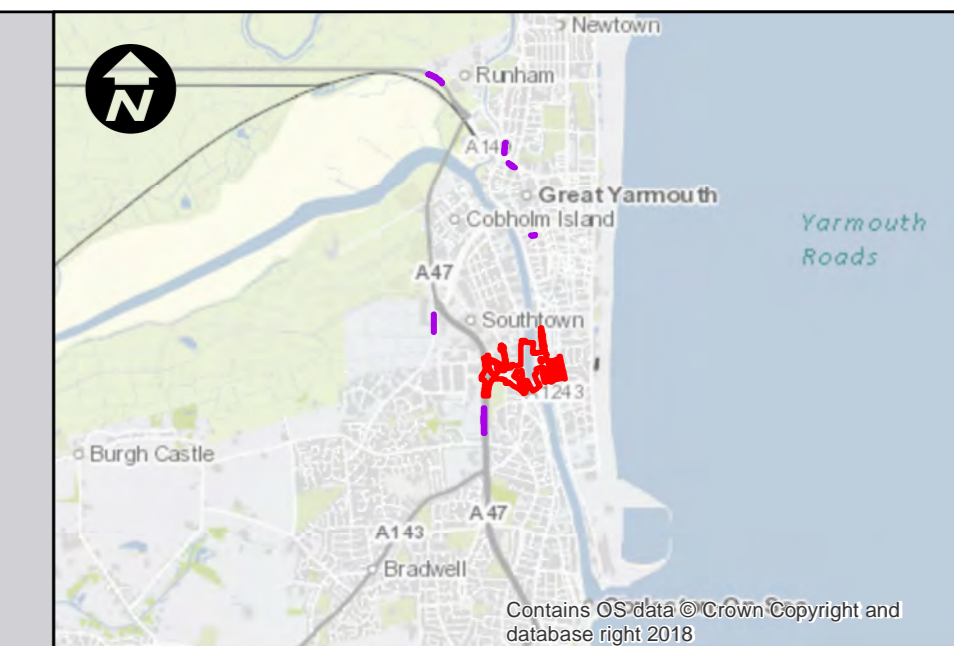 N
Newtown
Runham
A14
Great Yarmouth
Cobholm Island
Yarmouth
Roads
A47
Southtown
A1243
Burgh Castle
A143
A47
Bradwell
Contains OS data © Crown Copyright and
database right 2018